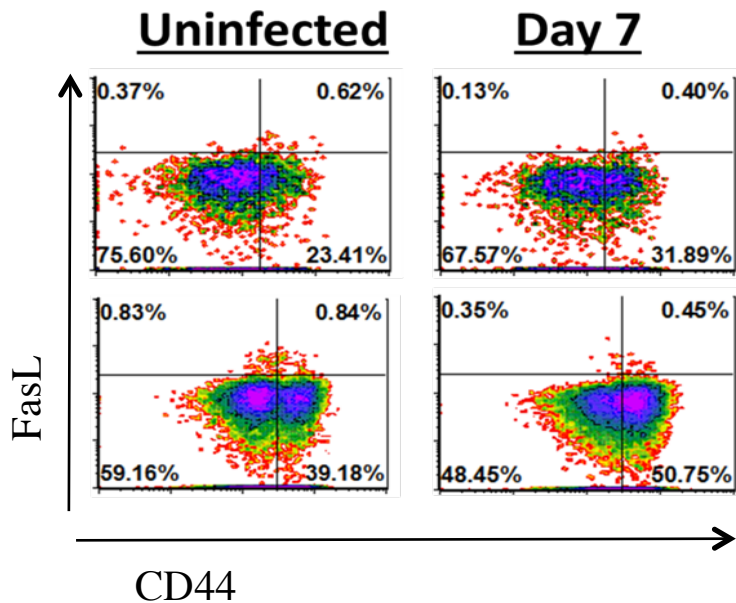 Uninfected Day 7
0.37% 0.62% 0.13% 0.40%
75.60% 23.41% 67.57% 31.89%
0.83% 0.84% 0.35% 0.45%
59.16% 39.18% 48.45% 50.75%
FasL
CD44